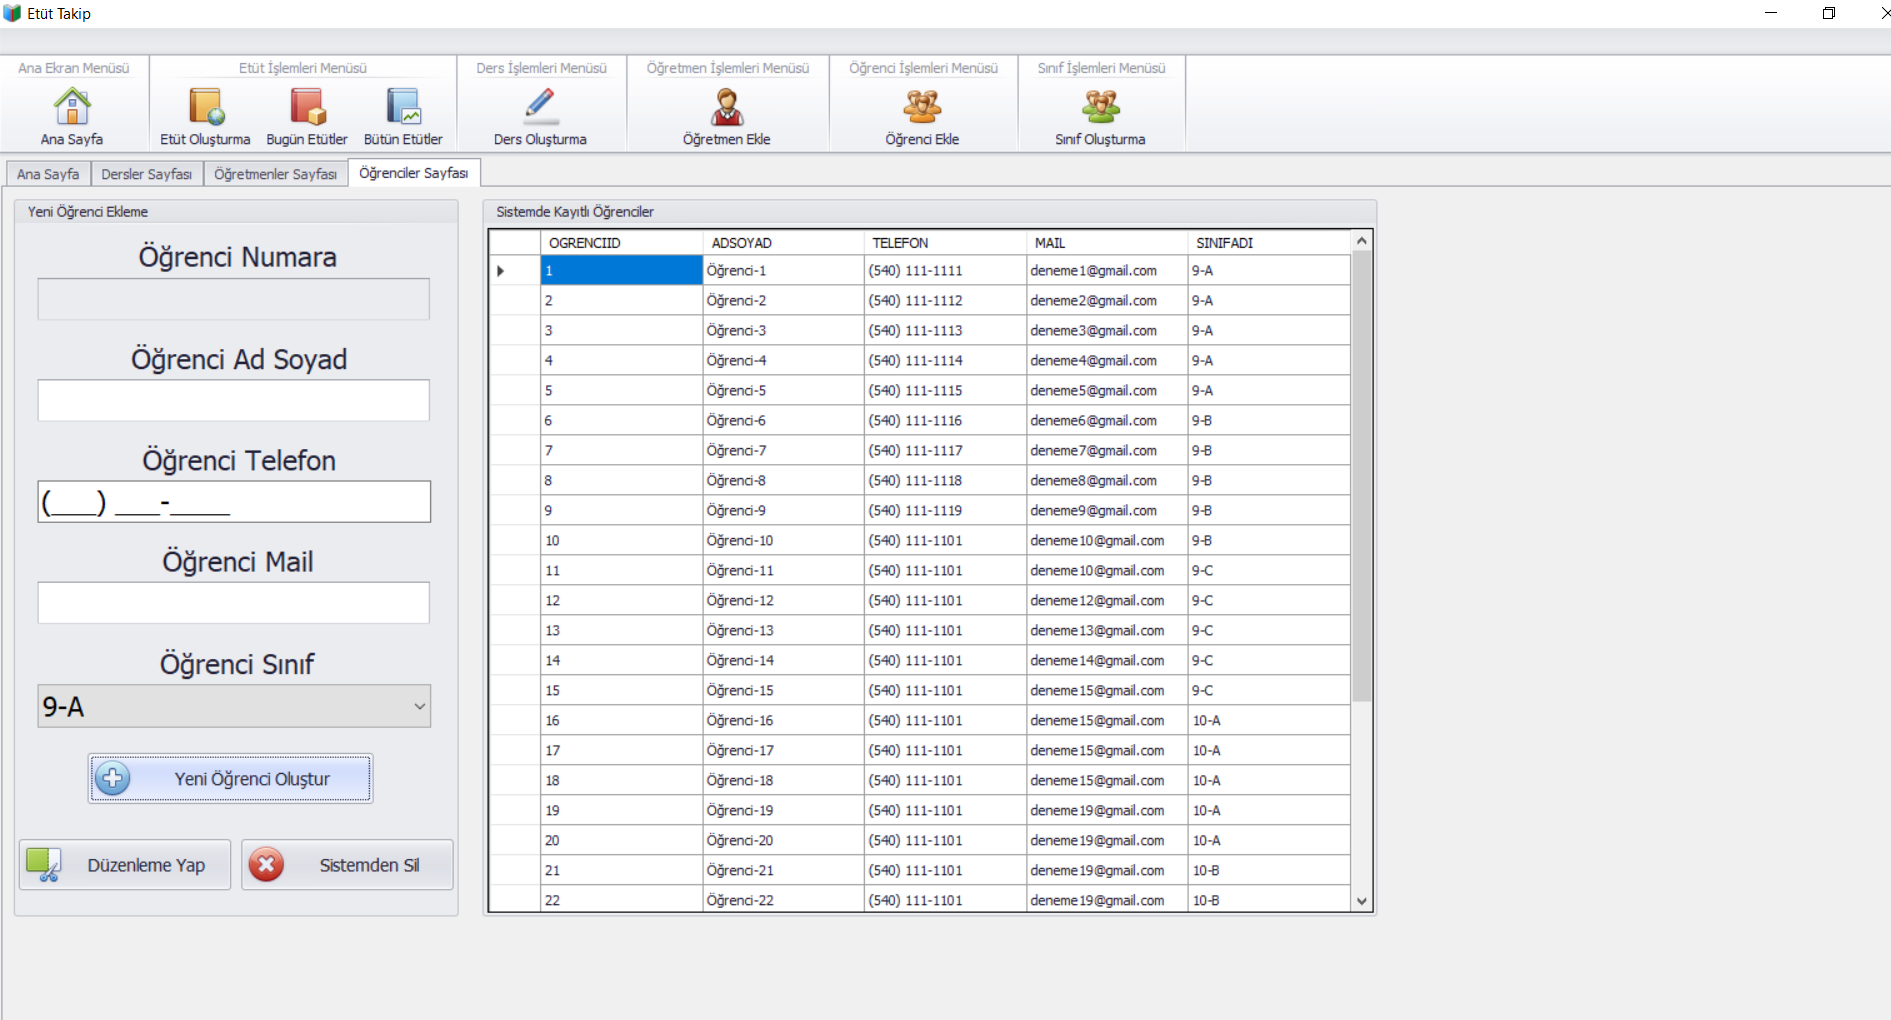 Etüt Takip
Ana Ekran Menüsü
Etüt İşlemleri Menüsü
Ders İşlemleri Menüsü
Öğretmen İşlemleri Menüsü
Öğrenci İşlemleri Menüsü
Sınıf İşlemleri Menüsü
Ana Sayfa
Etüt Oluşturma
Bugün Etütler
Bütün Etütler
Ders Oluşturma
Öğretmen Ekle
Öğrenci Ekle
Sınıf Oluşturma
Ana Sayfa
Dersler Sayfası
Öğretmenler Sayfası
Öğrenciler Sayfası
Yeni Öğrenci Ekleme
Öğrenci Numara
Öğrenci Ad Soyad
Öğrenci Telefon
(___) ___-____
Öğrenci Mail
Öğrenci Sınıf
9-A
Yeni Öğrenci Oluştur
Düzenleme Yap
Sistemden Sil
Sistemde Kayıtlı Öğrenciler
OGRENCIID ADSOYAD TELEFON MAIL SINIFADI
1 Öğrenci-1 (540) 111-1111 deneme1@gmail.com 9-A
2 Öğrenci-2 (540) 111-1112 deneme2@gmail.com 9-A
3 Öğrenci-3 (540) 111-1113 deneme3@gmail.com 9-A
4 Öğrenci-4 (540) 111-1114 deneme4@gmail.com 9-A
5 Öğrenci-5 (540) 111-1115 deneme5@gmail.com 9-A
6 Öğrenci-6 (540) 111-1116 deneme6@gmail.com 9-B
7 Öğrenci-7 (540) 111-1117 deneme7@gmail.com 9-B
8 Öğrenci-8 (540) 111-1118 deneme8@gmail.com 9-B
9 Öğrenci-9 (540) 111-1119 deneme9@gmail.com 9-B
10 Öğrenci-10 (540) 111-1101 deneme10@gmail.com 9-B
11 Öğrenci-11 (540) 111-1101 deneme10@gmail.com 9-C
12 Öğrenci-12 (540) 111-1101 deneme12@gmail.com 9-C
13 Öğrenci-13 (540) 111-1101 deneme13@gmail.com 9-C
14 Öğrenci-14 (540) 111-1101 deneme14@gmail.com 9-C
15 Öğrenci-15 (540) 111-1101 deneme15@gmail.com 9-C
16 Öğrenci-16 (540) 111-1101 deneme15@gmail.com 10-A
17 Öğrenci-17 (540) 111-1101 deneme15@gmail.com 10-A
18 Öğrenci-18 (540) 111-1101 deneme15@gmail.com 10-A
19 Öğrenci-19 (540) 111-1101 deneme19@gmail.com 10-A
20 Öğrenci-20 (540) 111-1101 deneme19@gmail.com 10-A
21 Öğrenci-21 (540) 111-1101 deneme19@gmail.com 10-B
22 Öğrenci-22 (540) 111-1101 deneme19@gmail.com 10-B